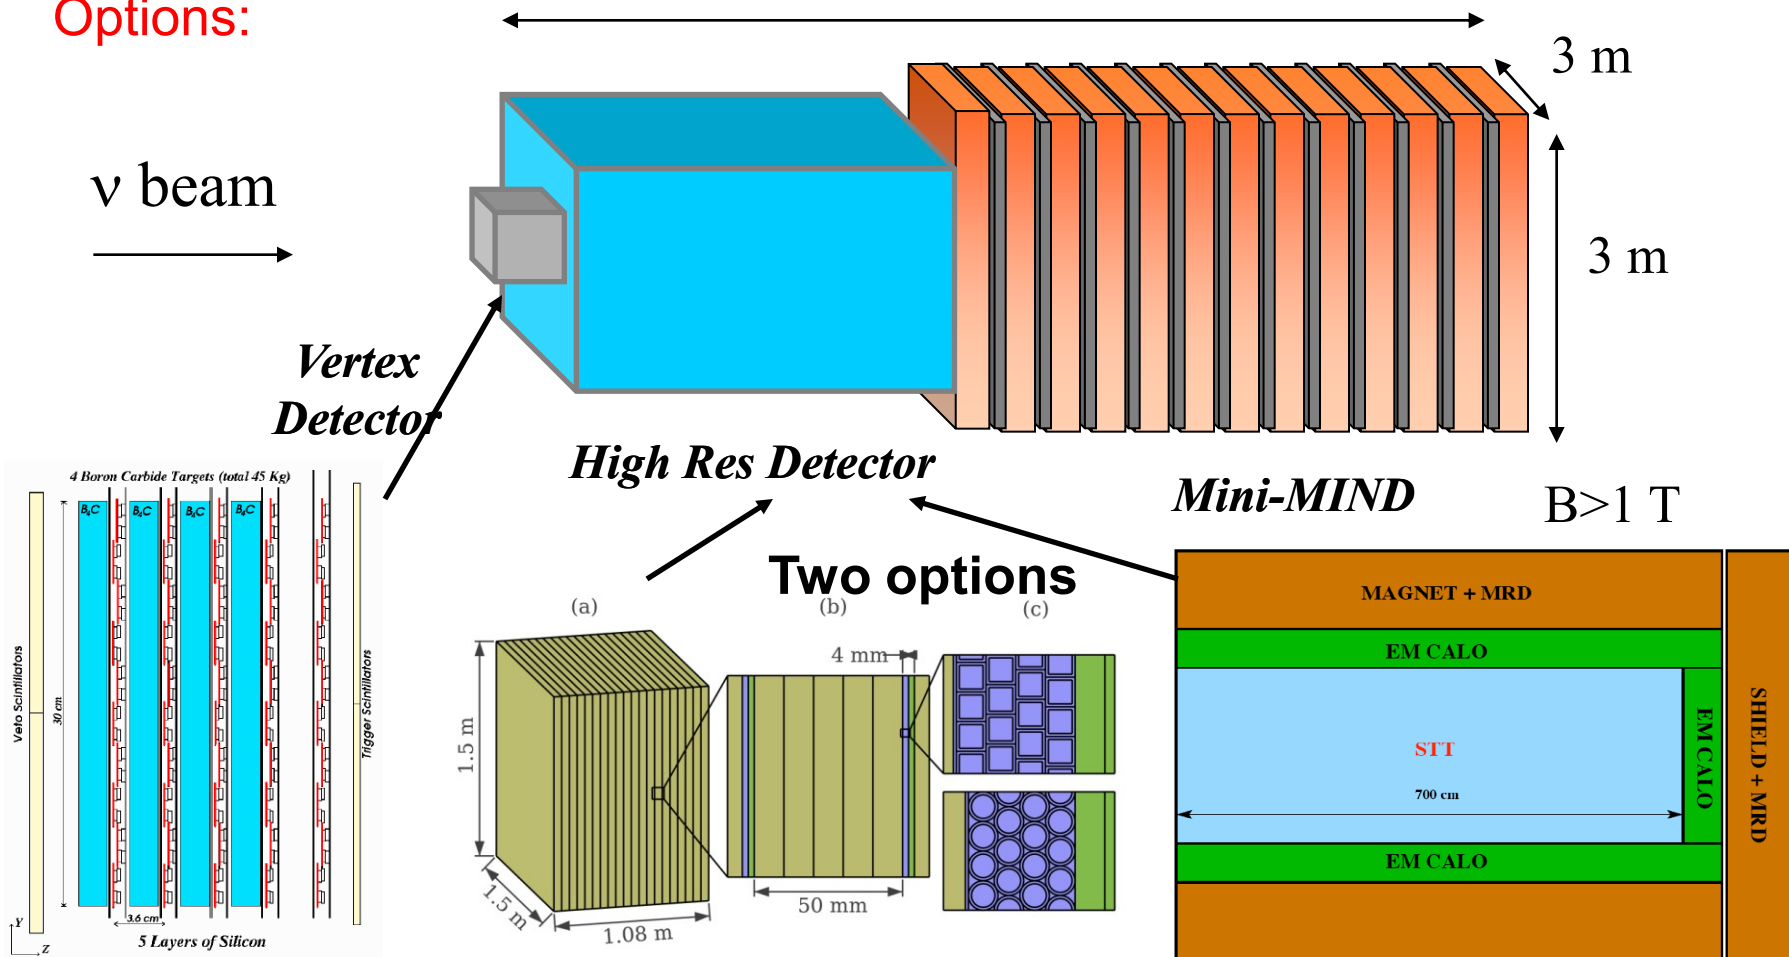 Options:
3 m
ν beam
3 m
Vertex
Detector
High Res Detector
Mini-MIND
B>1 T
Two options
4 Boron Carbide Targets (total 45 Kg)
B₄C
B₄C
B₄C
B₄C
Veto Scintillators
30 cm
Trigger Scintillators
3.6 cm
5 Layers of Silicon
Y
Z
(a)
(b)
(c)
4 mm
1.5 m
1.5 m
1.08 m
50 mm
MAGNET + MRD
EM CALO
STT
700 cm
EM CALO
EM CALO
SHIELD + MRD